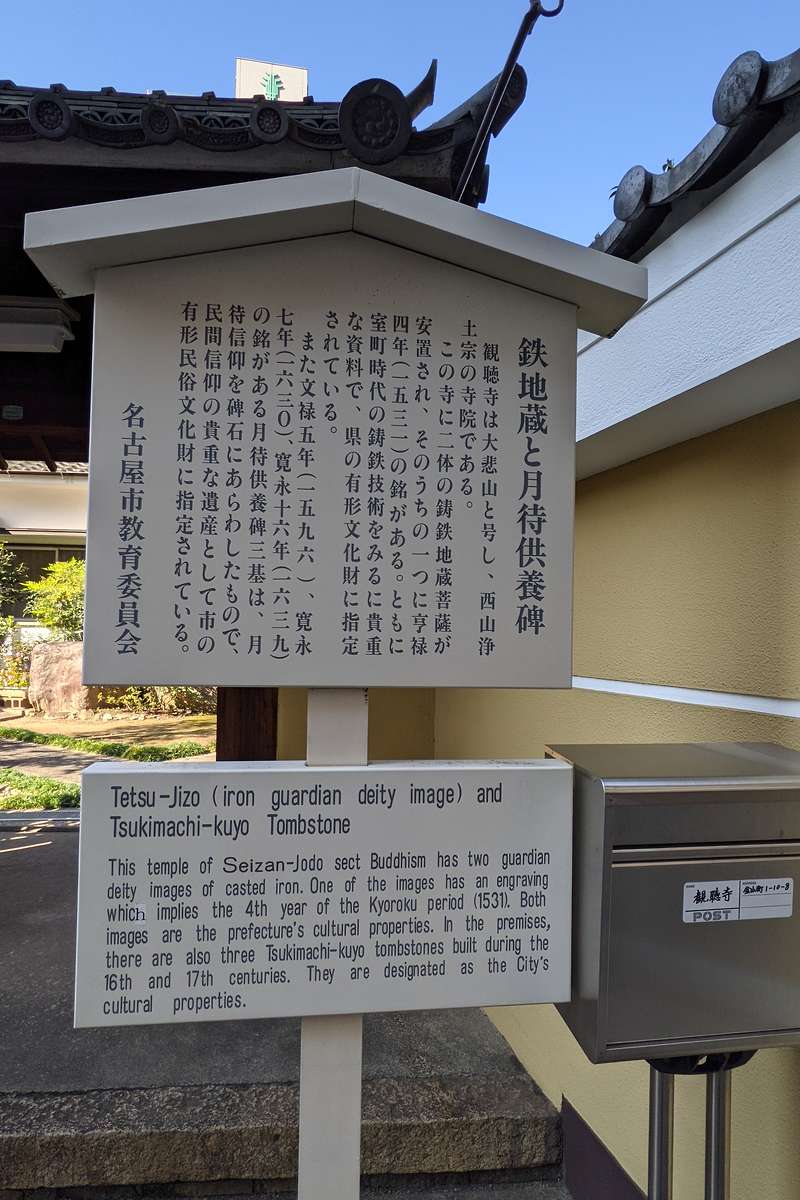 鉄地蔵と月待供養碑
観聴寺は大悲山と号し、西山浄
土宗の寺院である。
この寺に二体の鋳鉄地蔵菩薩が
安置され、そのうちの一つに亨禄
四年(一五三一)の銘がある。ともに
室町時代の鋳鉄技術をみるに貴重
な資料で、県の有形文化財に指定
されている。
また文禄五年(一五九六)、寛永
七年(一六三〇)、寛永十六年(一六三九)
の銘がある月待供養碑三基は、月
待信仰を碑石にあらわしたもので、
民間信仰の貴重な遺産として市の
有形民俗文化財に指定されている。
名古屋市教育委員会
Tetsu-Jizo (iron guardian deity image) and
Tsukimachi-kuyo Tombstone
This temple of Seizan-Jodo sect Buddhism has two guardian
deity images of casted iron. One of the images has an engraving
which implies the 4th year of the Kyoroku period (1531). Both
images are the prefecture's cultural properties. In the premises,
there are also three Tsukimachi-kuyo tombstones built during the
16th and 17th centuries. They are designated as the City's
cultural properties.
観聴寺
1-10-8
POST